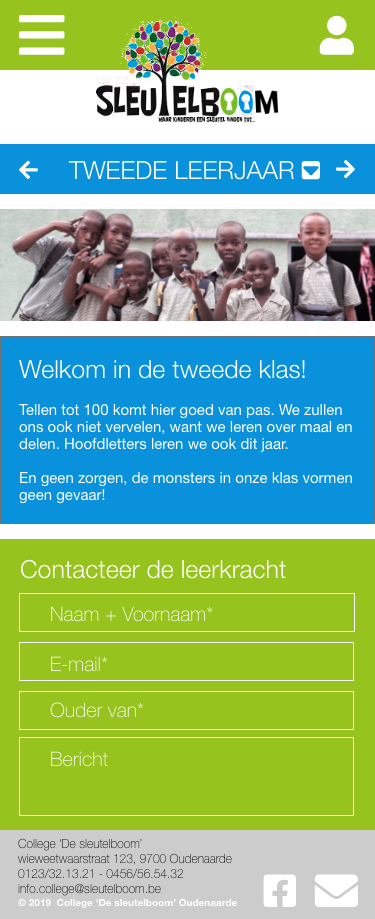 SLEUTELBOOM
WAAR KINDEREN EEN SLEUTEL VINDEN TOT...
TWEEDE LEERJAAR
Welkom in de tweede klas!
Tellen tot 100 komt hier goed van pas. We zullen
ons ook niet vervelen, want we leren over maal en
delen. Hoofdletters leren we ook dit jaar.
En geen zorgen, de monsters in onze klas vormen
geen gevaar!
Contacteer de leerkracht
Naam + Voornaam*
E-mail*
Ouder van*
Bericht
College ‘De sleutelboom’
wieweetwaarstraat 123, 9700 Oudenaarde
0123/32.13.21 - 0456/56.54.32
info.college@sleutelboom.be
© 2019 College ‘De sleutelboom’ Oudenaarde